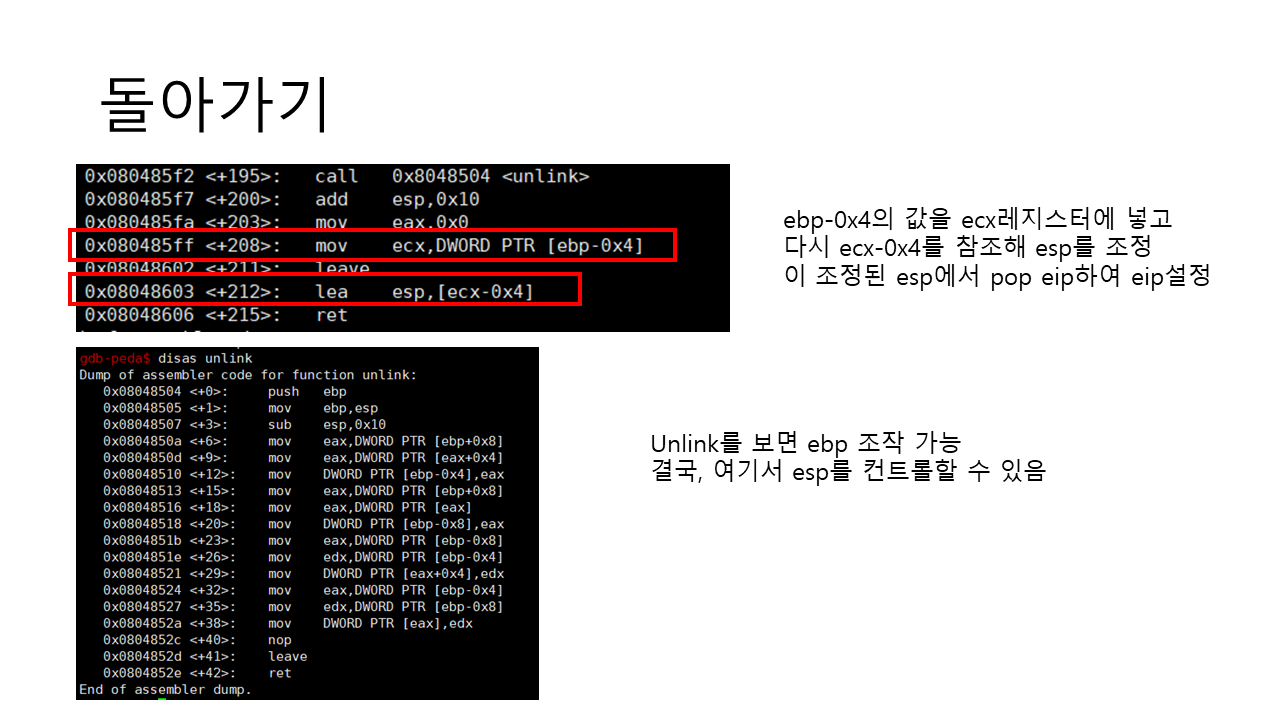 돌아가기
0x080485f2 <+195>: call 0x8048504 <unlink>
0x080485f7 <+200>: add esp,0x10
0x080485fa <+203>: mov eax,0x0
0x080485ff <+208>: mov ecx,DWORD PTR [ebp-0x4]
0x08048602 <+211>: leave
0x08048603 <+212>: lea esp,[ecx-0x4]
0x08048606 <+215>: ret
ebp-0x4의 값을 ecx레지스터에 넣고
다시 ecx-0x4를 참조해 esp를 조정
이 조정된 esp에서 pop eip하여 eip설정
gdb-peda$ disas unlink
Dump of assembler code for function unlink:
0x08048504 <+0>: push ebp
0x08048505 <+1>: mov ebp,esp
0x08048507 <+3>: sub esp,0x10
0x0804850a <+6>: mov eax,DWORD PTR [ebp+0x8]
0x0804850d <+9>: mov eax,DWORD PTR [eax+0x4]
0x08048510 <+12>: mov DWORD PTR [ebp-0x4],eax
0x08048513 <+15>: mov eax,DWORD PTR [ebp+0x8]
0x08048516 <+18>: mov eax,DWORD PTR [eax]
0x08048518 <+20>: mov DWORD PTR [ebp-0x8],eax
0x0804851b <+23>: mov eax,DWORD PTR [ebp-0x8]
0x0804851e <+26>: mov edx,DWORD PTR [ebp-0x4]
0x08048521 <+29>: mov DWORD PTR [eax+0x4],edx
0x08048524 <+32>: mov eax,DWORD PTR [ebp-0x4]
0x08048527 <+35>: mov edx,DWORD PTR [ebp-0x8]
0x0804852a <+38>: mov DWORD PTR [eax],edx
0x0804852c <+40>: nop
0x0804852d <+41>: leave
0x0804852e <+42>: ret
End of assembler dump.
Unlink를 보면 ebp 조작 가능
결국, 여기서 esp를 컨트롤할 수 있음